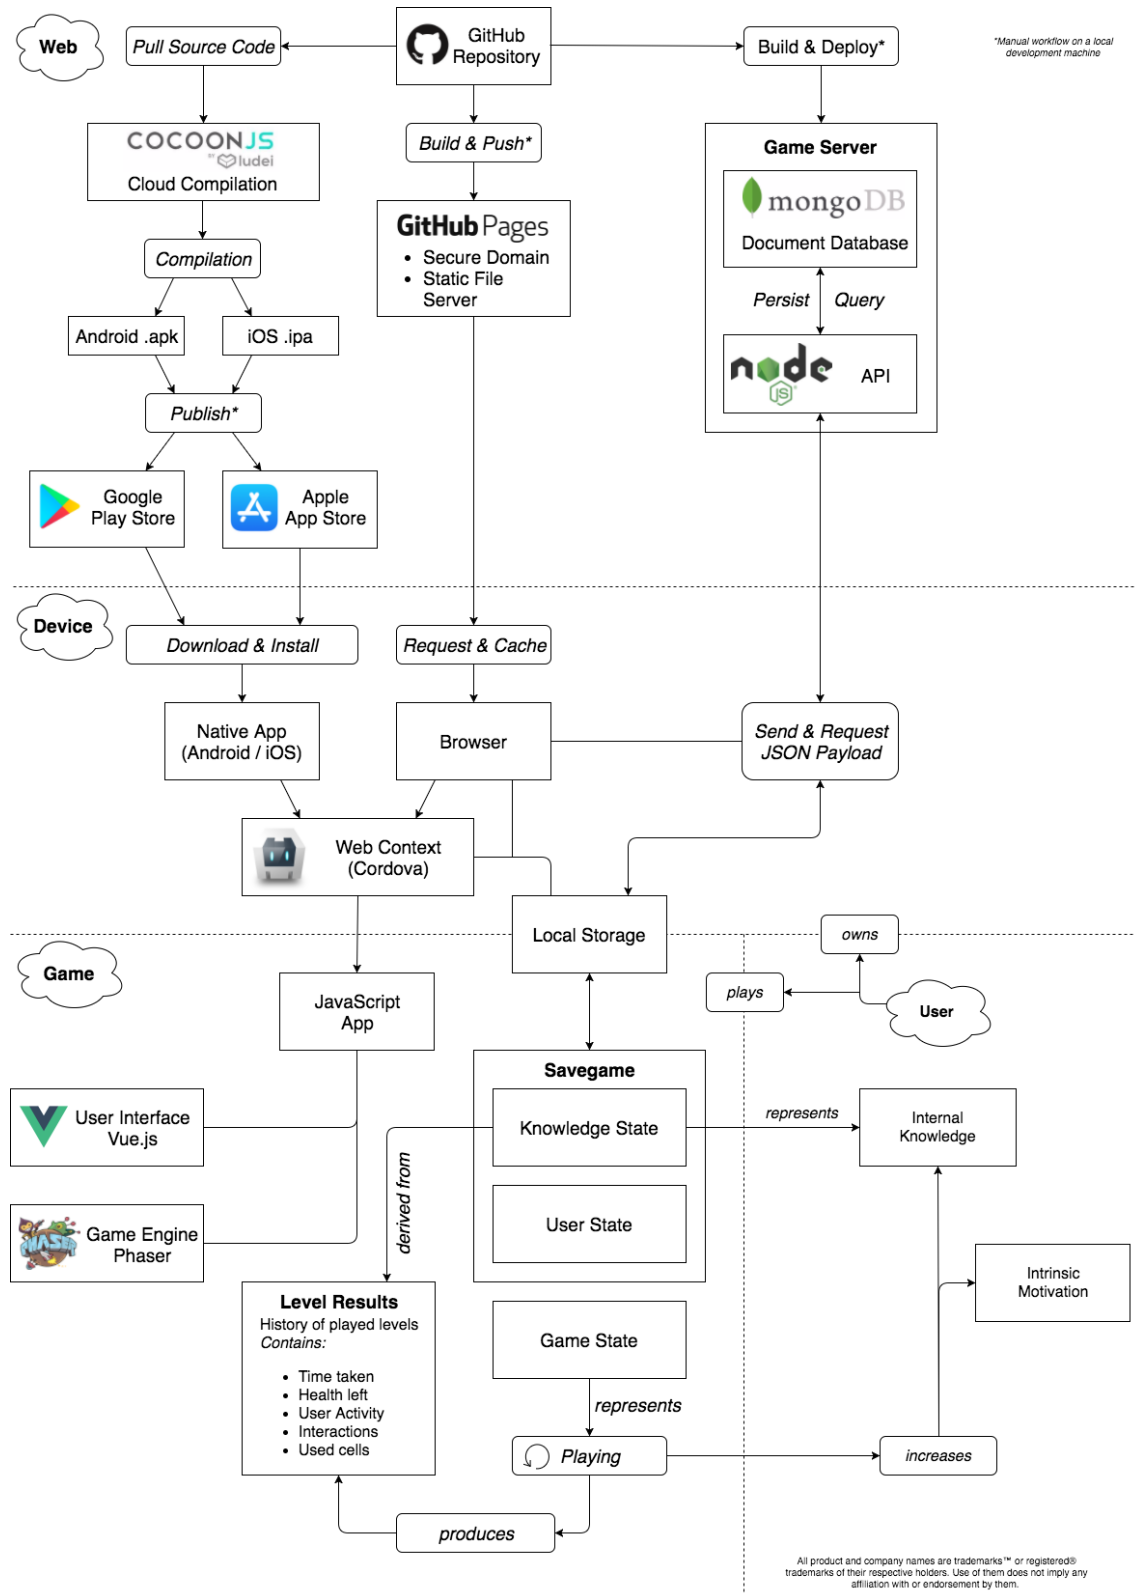 Web
Pull Source Code
GitHub
Repository
Build & Deploy*
*Manual workflow on a local
development machine
COCOONJS
BY ludei
Cloud Compilation
Build & Push*
Game Server
mongoDB
Document Database
GitHub Pages
• Secure Domain
• Static File
Server
Compilation
Persist
Query
Android .apk
iOS .ipa
node
JS
API
Publish*
Google
Play Store
Apple
App Store
Device
Download & Install
Request & Cache
Native App
(Android / iOS)
Browser
Send & Request
JSON Payload
Web Context
(Cordova)
Local Storage
owns
Game
plays
User
JavaScript
App
Savegame
User Interface
Vue.js
Knowledge State
represents
Internal
Knowledge
derived from
User State
PHASER
Game Engine
Phaser
Intrinsic
Motivation
Level Results
History of played levels
Contains:
• Time taken
• Health left
• User Activity
• Interactions
• Used cells
Game State
represents
Playing
increases
produces
All product and company names are trademarks™ or registered®
trademarks of their respective holders. Use of them does not imply any
affiliation with or endorsement by them.